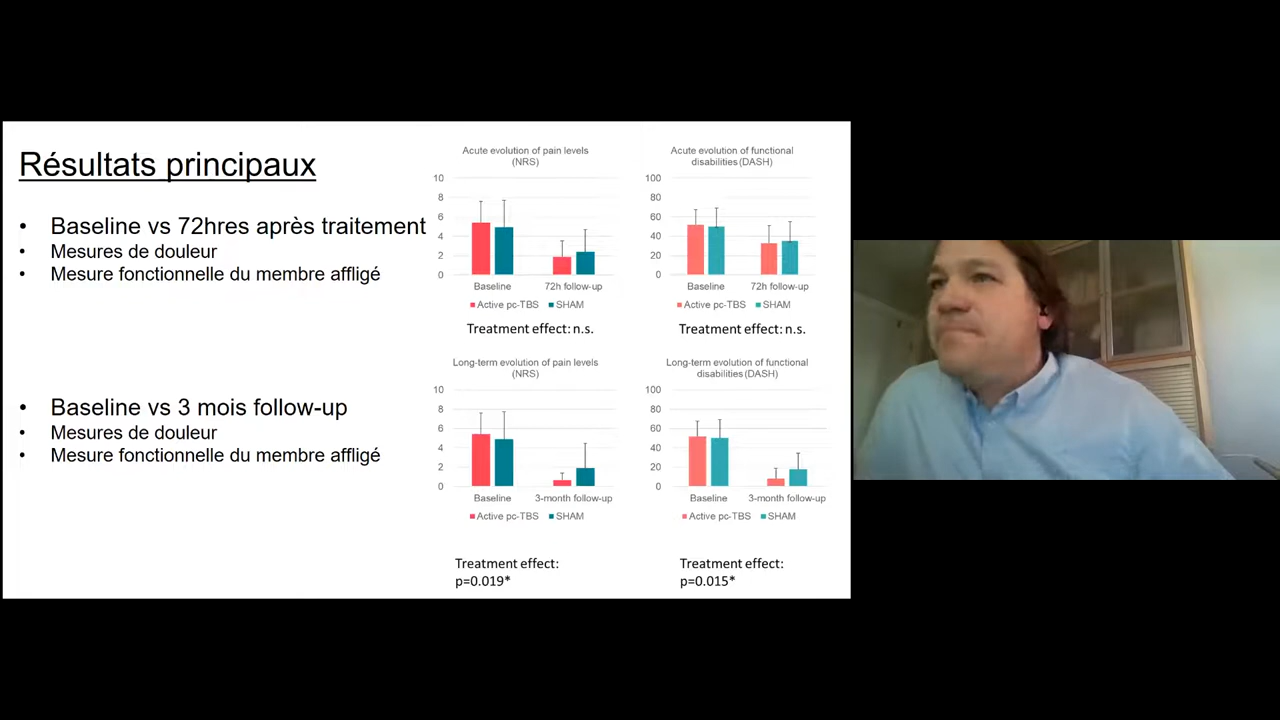 Résultats principaux
• Baseline vs 72hres après traitement
• Mesures de douleur
• Mesure fonctionnelle du membre affligé
• Baseline vs 3 mois follow-up
• Mesures de douleur
• Mesure fonctionnelle du membre affligé
Acute evolution of pain levels
(NRS)
10
8
6
4
2
0
Baseline 72h follow-up
Active pc-TBS SHAM
Treatment effect: n.s.
Acute evolution of functional
disabilities (DASH)
100
80
60
40
20
0
Baseline 72h follow-up
Active pc-TBS SHAM
Treatment effect: n.s.
Long-term evolution of pain levels
(NRS)
10
8
6
4
2
0
Baseline 3-month follow-up
Active pc-TBS SHAM
Treatment effect:
p=0.019*
Long-term evolution of functional
disabilities (DASH)
100
80
60
40
20
0
Baseline 3-month follow-up
Active pc-TBS SHAM
Treatment effect:
p=0.015*